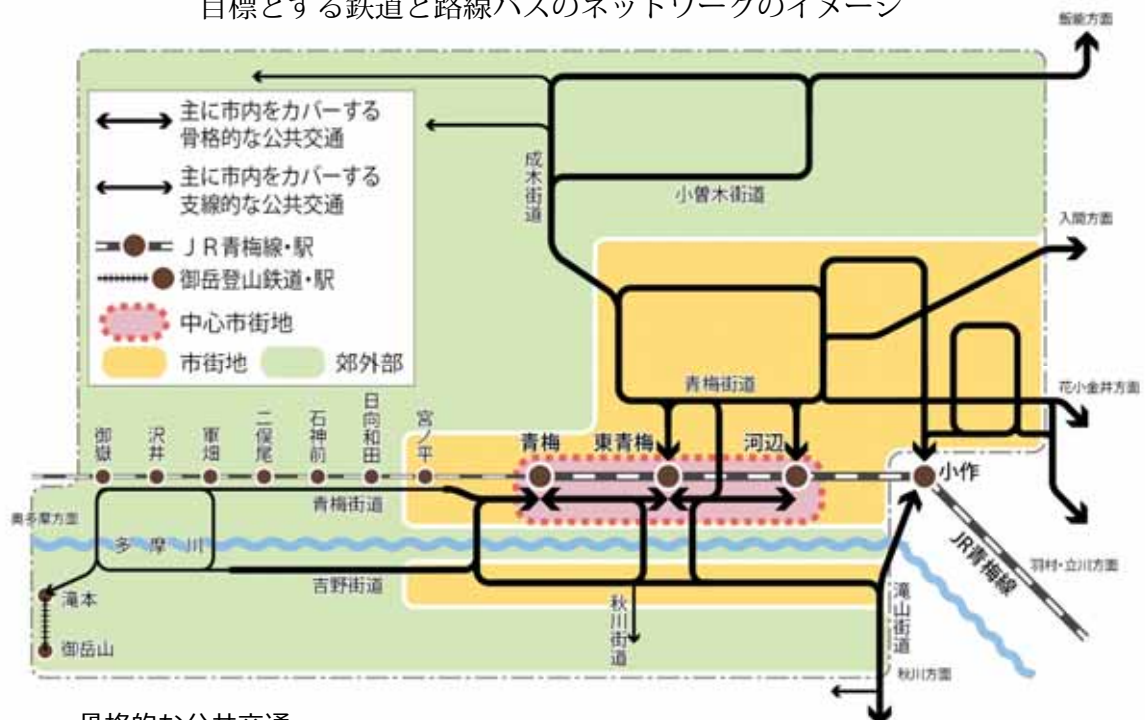 目標とする鉄道と路線バスのネットワークのイメージ
飯能方面
主に市内をカバーする
骨格的な公共交通
主に市内をカバーする
支線的な公共交通
JR青梅線・駅
御岳登山鉄道・駅
中心市街地
市街地
郊外部
成木街道
小曽木街道
入間方面
青梅街道
花小金井方面
御嶽
沢井
軍畑
二俣尾
石神前
日向和田
宮ノ平
青梅
東青梅
河辺
小作
青梅街道
奥多摩方面
多摩川
吉野街道
JR青梅線
羽村・立川方面
滝本
御岳山
秋川街道
滝山街道
秋川方面
骨格的な公共交通